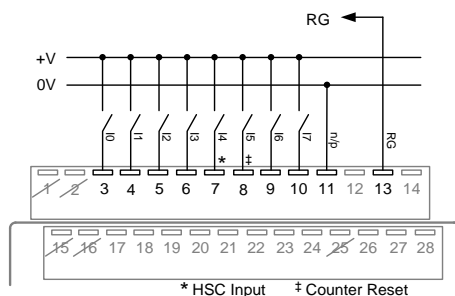 RG
+V
0V
I0 I1 I2 I3 I4 I5 I6 I7 n/p RG
* ‡
1 2 3 4 5 6 7 8 9 10 11 12 13 14
15 16 17 18 19 20 21 22 23 24 25 26 27 28
* HSC Input ‡ Counter Reset